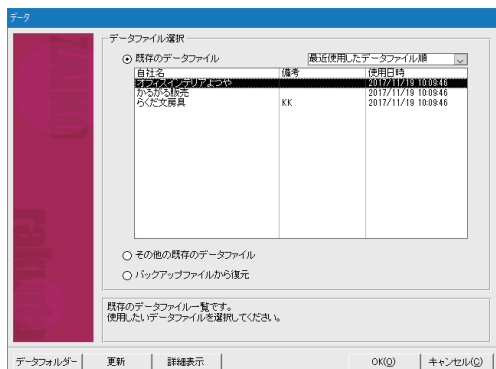 データ
データファイル選択
既存のデータファイル
最近使用したデータファイル順
自社名 備考 使用日時
オフィスインテリアよつや 2017/11/19 10:09:46
かるがる販売 2017/11/19 10:09:46
らくだ文房具 KK 2017/11/19 10:09:46
その他の既存のデータファイル
バックアップファイルから復元
既存のデータファイル一覧です。
使用したいデータファイルを選択してください。
データフォルダー 更新 詳細表示 OK(O) キャンセル(C)
rakuda